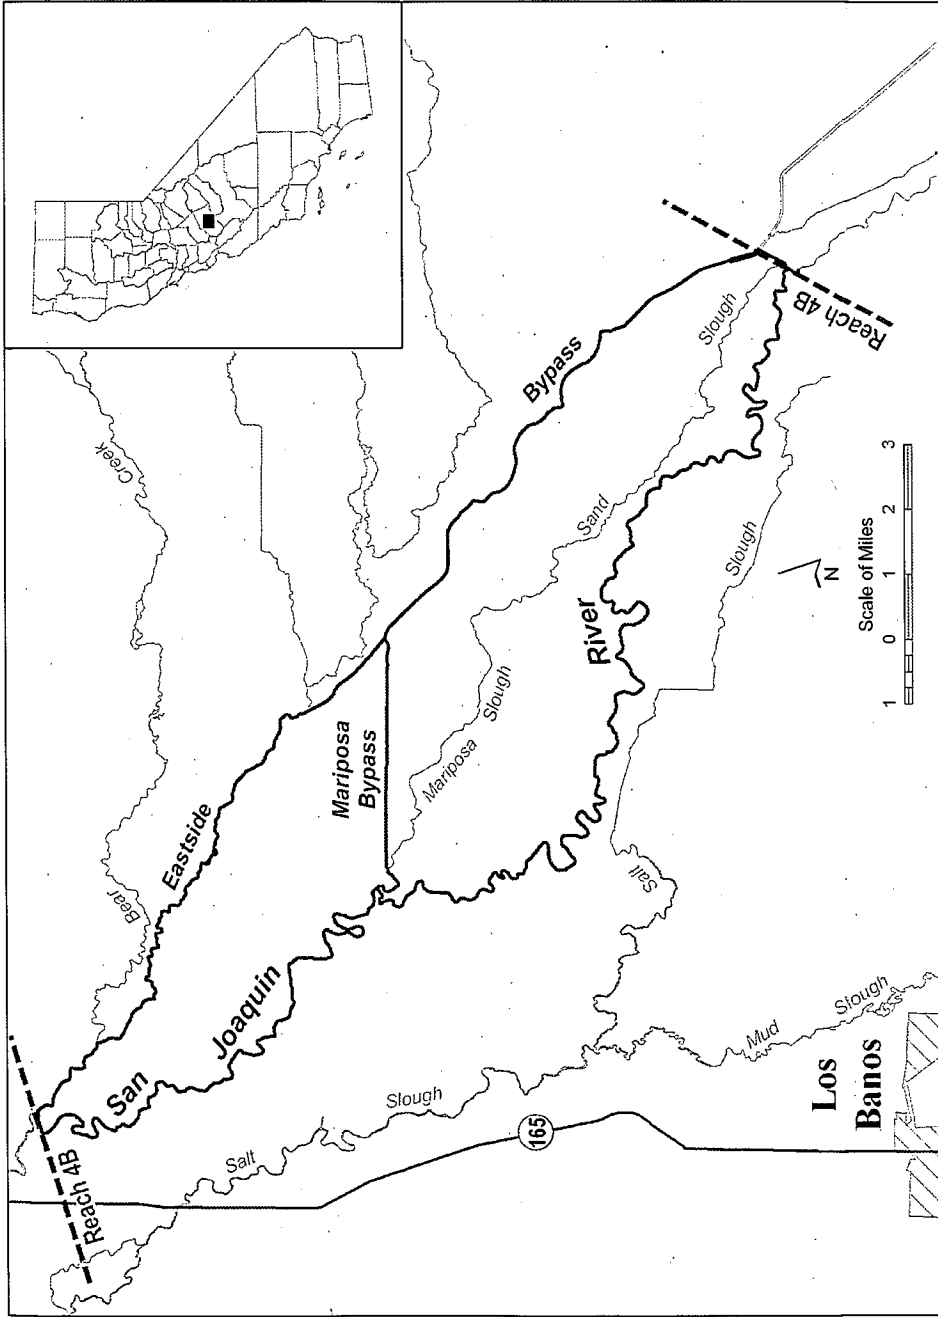 Creek
Bear
Eastside
Bypass
Mariposa
Bypass
Slough
Sand
Mariposa
Slough
Reach 4B
San
Joaquin
River
Reach 4B
Salt
Slough
165
Salt
Slough
Mud
Slough
Los
Banos
N
Scale of Miles
1 0 1 2 3